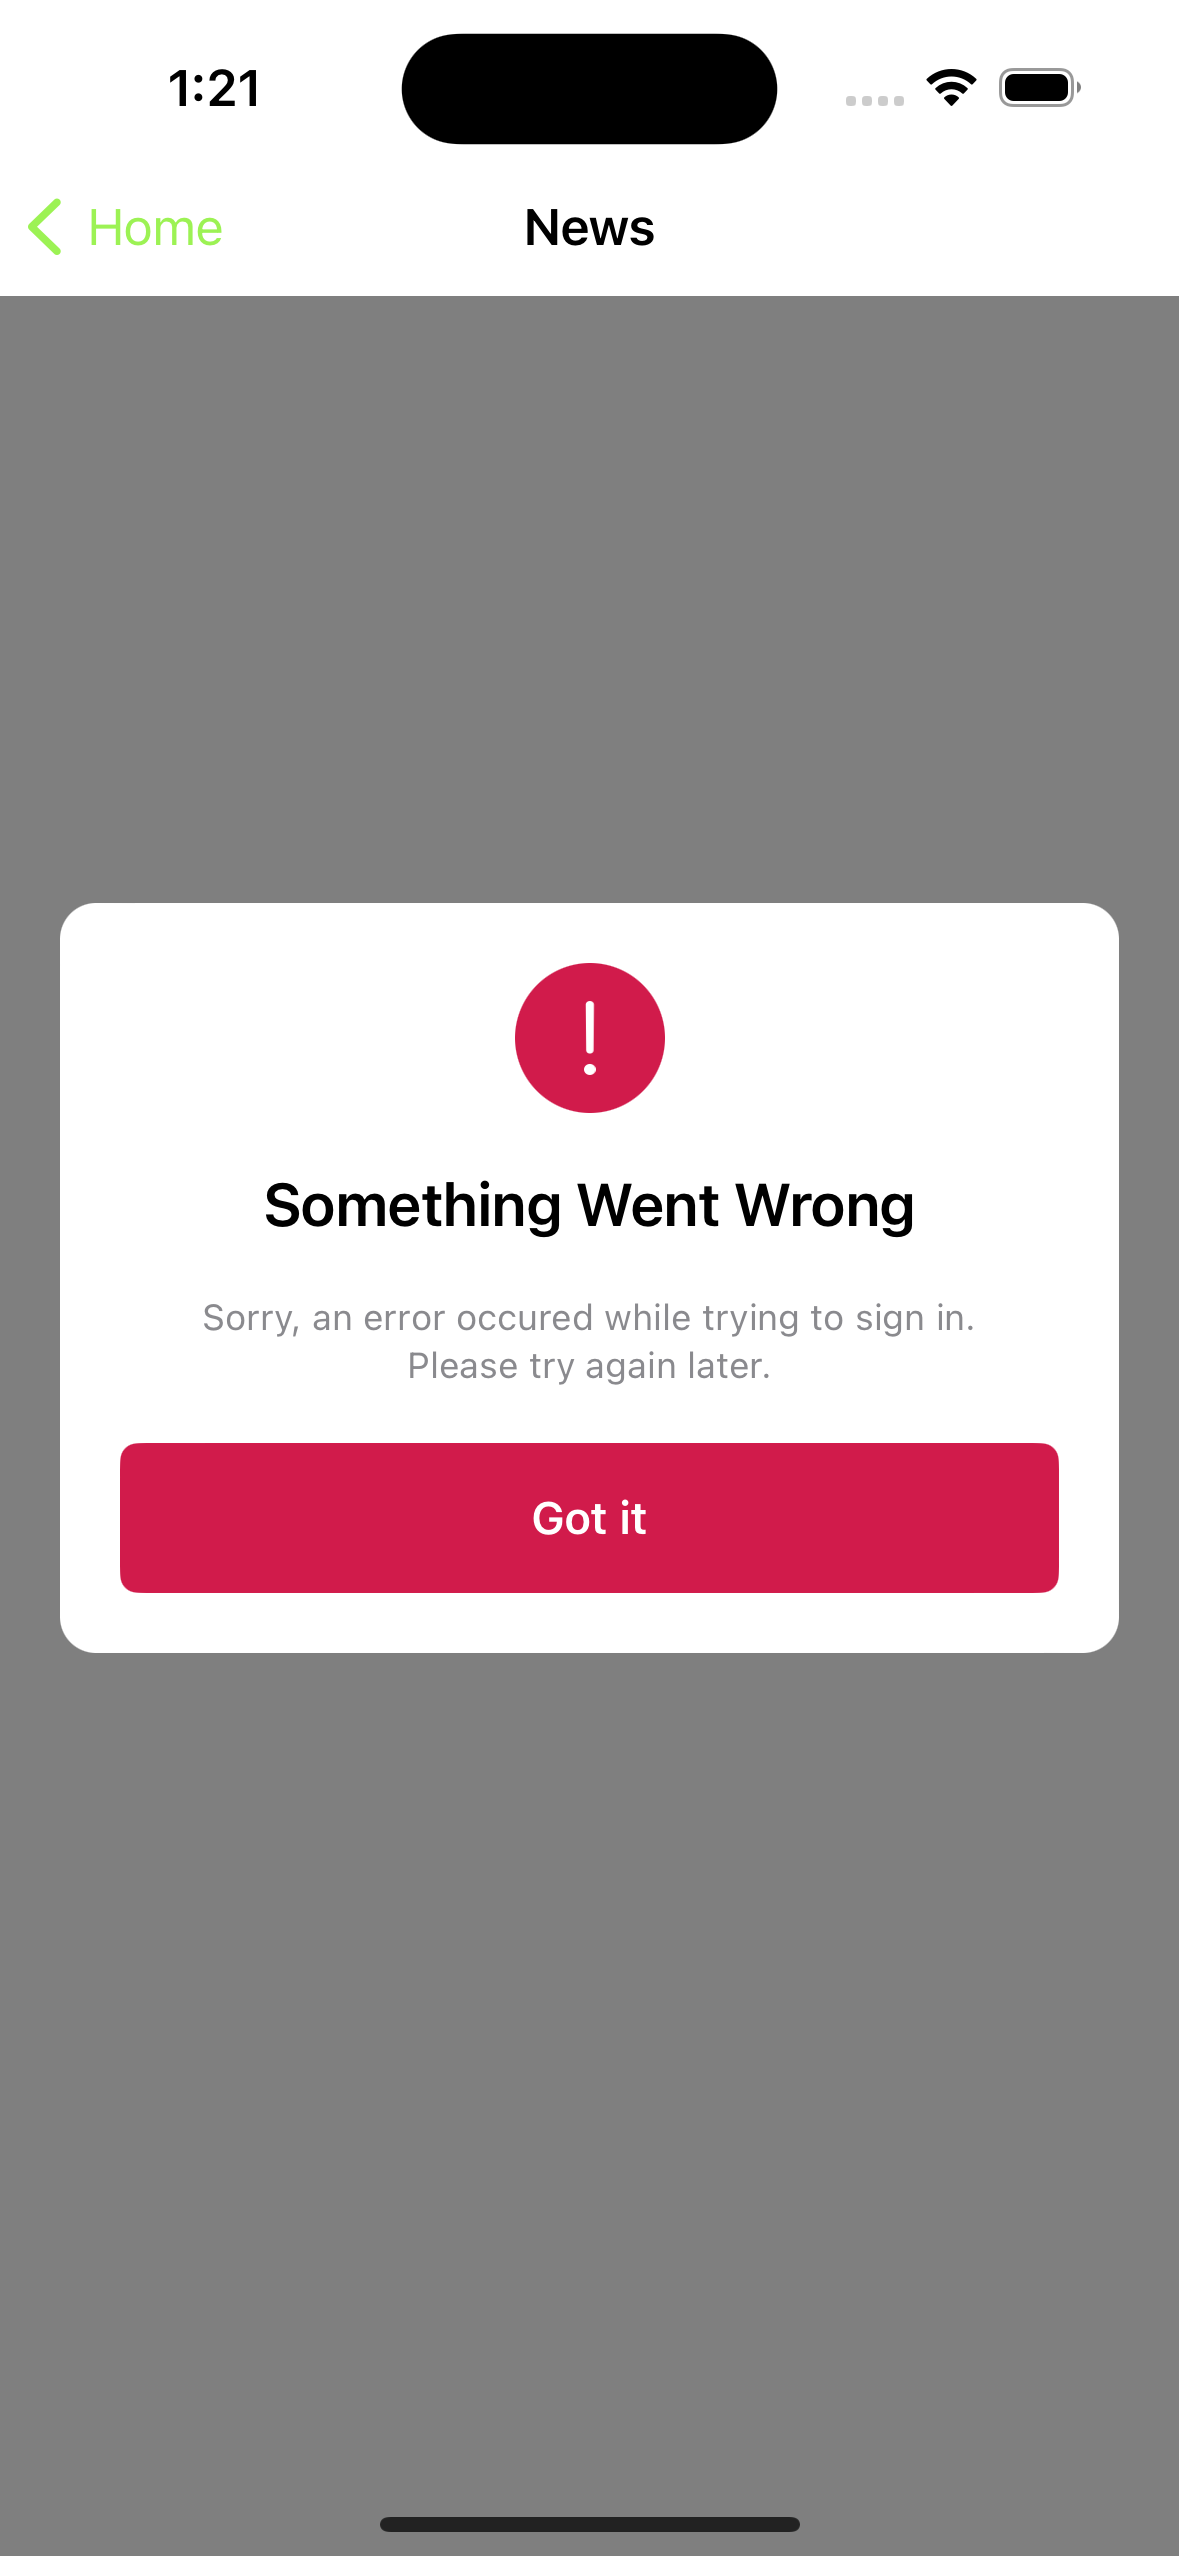 1:21
Home
News
Something Went Wrong
Sorry, an error occured while trying to sign in.
Please try again later.
Got it